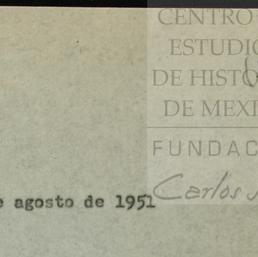 CENTRO
ESTUDIO
DE HISTO
DE MEXI
FUNDAC
Carlos
e agosto de 1951